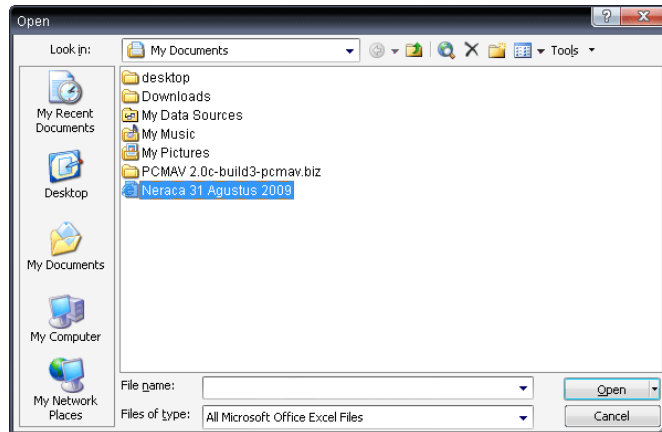 Open
Look in:
My Documents
Tools
desktop
Downloads
My Data Sources
My Music
My Pictures
PCMAV 2.0c-build3-pcmav.biz
Neraca 31 Agustus 2009
My Recent
Documents
Desktop
My Documents
My Computer
My Network
Places
File name:
Open
Files of type:
All Microsoft Office Excel Files
Cancel